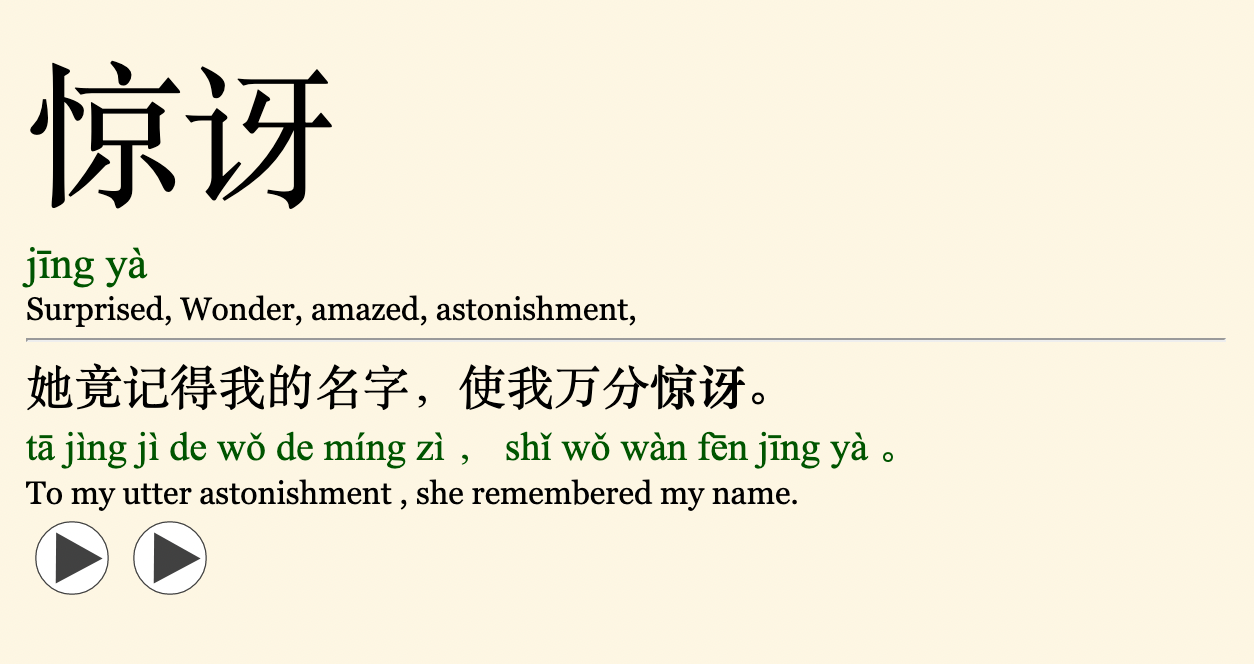 惊讶
jīng yà
Surprised, Wonder, amazed, astonishment,
她竟记得我的名字，使我万分惊讶。
tā jìng jì de wǒ de míng zì ， shǐ wǒ wàn fēn jīng yà 。
To my utter astonishment , she remembered my name.